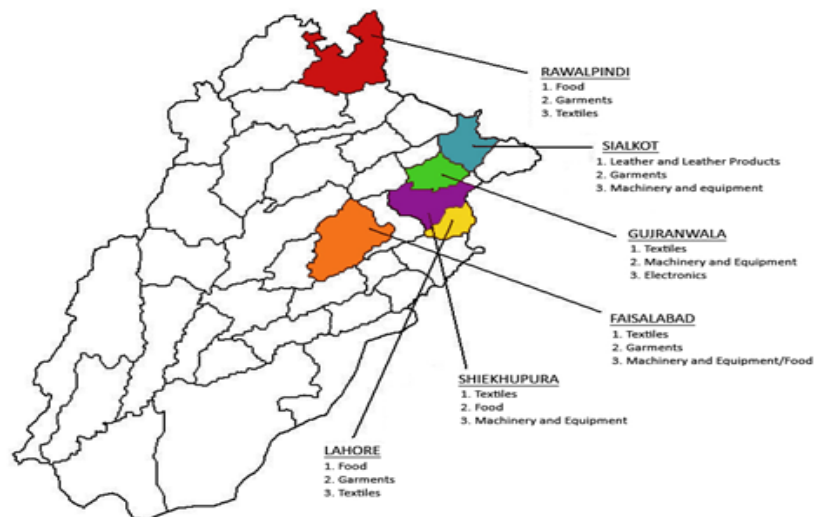 RAWALPINDI
1. Food
2. Garments
3. Textiles
SIALKOT
1. Leather and Leather Products
2. Garments
3. Machinery and equipment
GUJRANWALA
1. Textiles
2. Machinery and Equipment
3. Electronics
FAISALABAD
1. Textiles
2. Garments
3. Machinery and Equipment/Food
SHIEKHUPURA
1. Textiles
2. Food
3. Machinery and Equipment
LAHORE
1. Food
2. Garments
3. Textiles